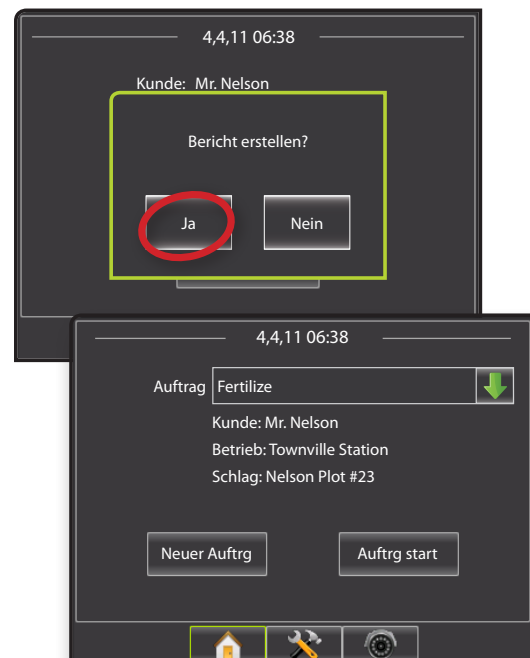 4,4,11 06:38
Kunde: Mr. Nelson
Bericht erstellen?
Ja Nein
4,4,11 06:38
Auftrag Fertilize
Kunde: Mr. Nelson
Betrieb: Townville Station
Schlag: Nelson Plot #23
Neuer Auftrg Auftrg start